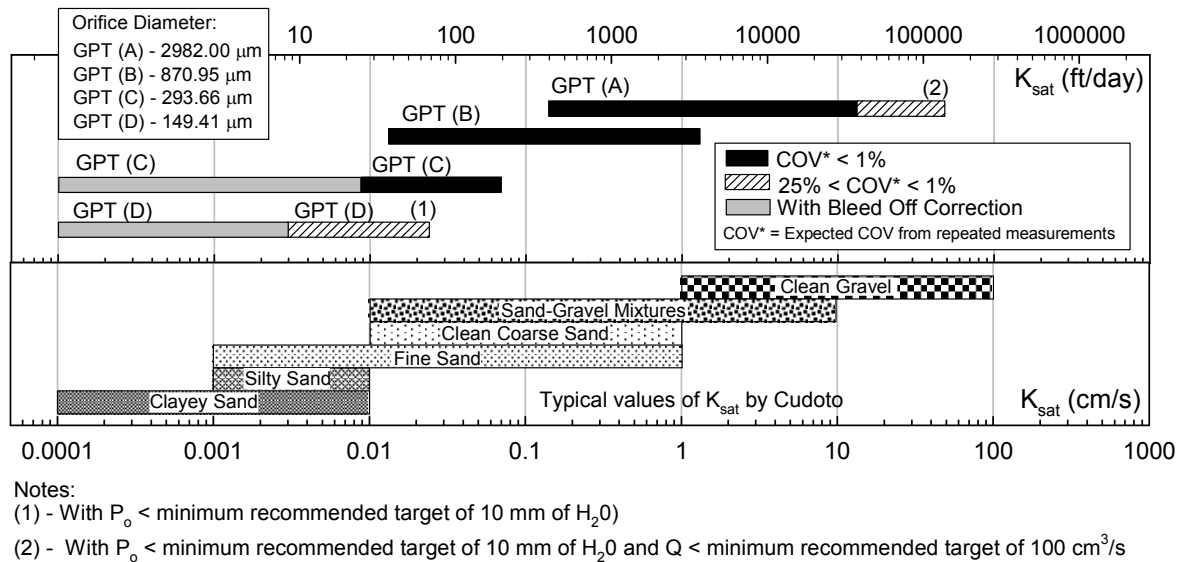 Orifice Diameter:
GPT (A) - 2982.00 μm
GPT (B) - 870.95 μm
GPT (C) - 293.66 μm
GPT (D) - 149.41 μm
10 100 1000 10000 100000 1000000
K_sat (ft/day)
GPT (A)
(2)
GPT (B)
GPT (C) GPT (C)
GPT (D) GPT (D) (1)
COV* < 1%
25% < COV* < 1%
With Bleed Off Correction
COV* = Expected COV from repeated measurements
Clean Gravel
Sand-Gravel Mixtures
Clean Coarse Sand
Fine Sand
Silty Sand
Clayey Sand
Typical values of K_sat by Cudoto
K_sat (cm/s)
0.0001 0.001 0.01 0.1 1 10 100 1000
Notes:
(1) - With P_o < minimum recommended target of 10 mm of H_20)
(2) - With P_o < minimum recommended target of 10 mm of H_20 and Q < minimum recommended target of 100 cm³/s